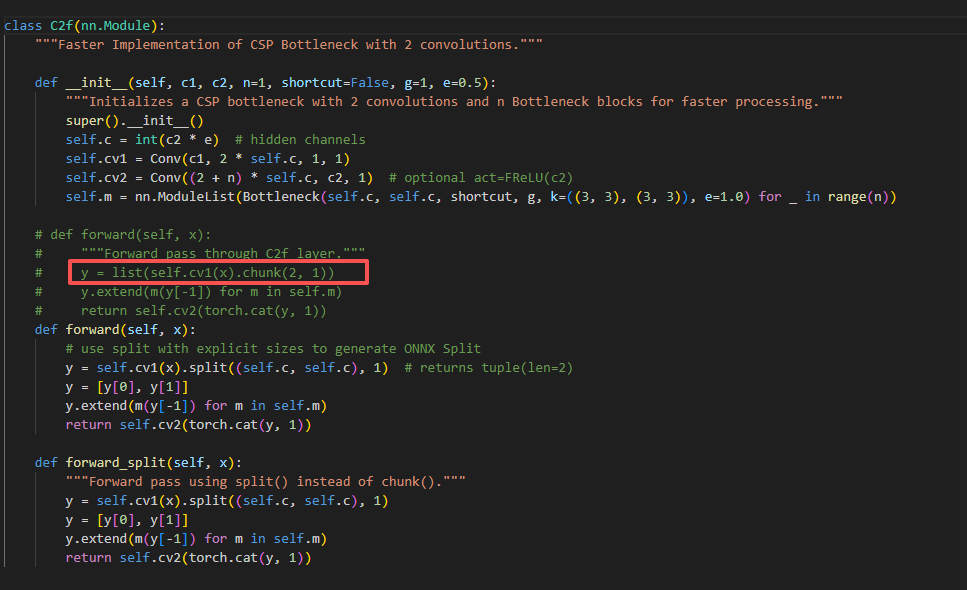 class C2f(nn.Module):
    """Faster Implementation of CSP Bottleneck with 2 convolutions."""
    def __init__(self, c1, c2, n=1, shortcut=False, g=1, e=0.5):
        """Initializes a CSP bottleneck with 2 convolutions and n Bottleneck blocks for faster processing."""
        super().__init__()
        self.c = int(c2 * e)  # hidden channels
        self.cv1 = Conv(c1, 2 * self.c, 1, 1)
        self.cv2 = Conv((2 + n) * self.c, c2, 1)  # optional act=FReLU(c2)
        self.m = nn.ModuleList(Bottleneck(self.c, self.c, shortcut, g, k=((3, 3), (3, 3)), e=1.0) for _ in range(n))
    # def forward(self, x):
    #     """Forward pass through C2f layer."""
    #     y = list(self.cv1(x).chunk(2, 1))
    #     y.extend(m(y[-1]) for m in self.m)
    #     return self.cv2(torch.cat(y, 1))
    def forward(self, x):
        # use split with explicit sizes to generate ONNX Split
        y = self.cv1(x).split((self.c, self.c), 1)  # returns tuple(len=2)
        y = [y[0], y[1]]
        y.extend(m(y[-1]) for m in self.m)
        return self.cv2(torch.cat(y, 1))
    def forward_split(self, x):
        """Forward pass using split() instead of chunk()."""
        y = self.cv1(x).split((self.c, self.c), 1)
        y = [y[0], y[1]]
        y.extend(m(y[-1]) for m in self.m)
        return self.cv2(torch.cat(y, 1))